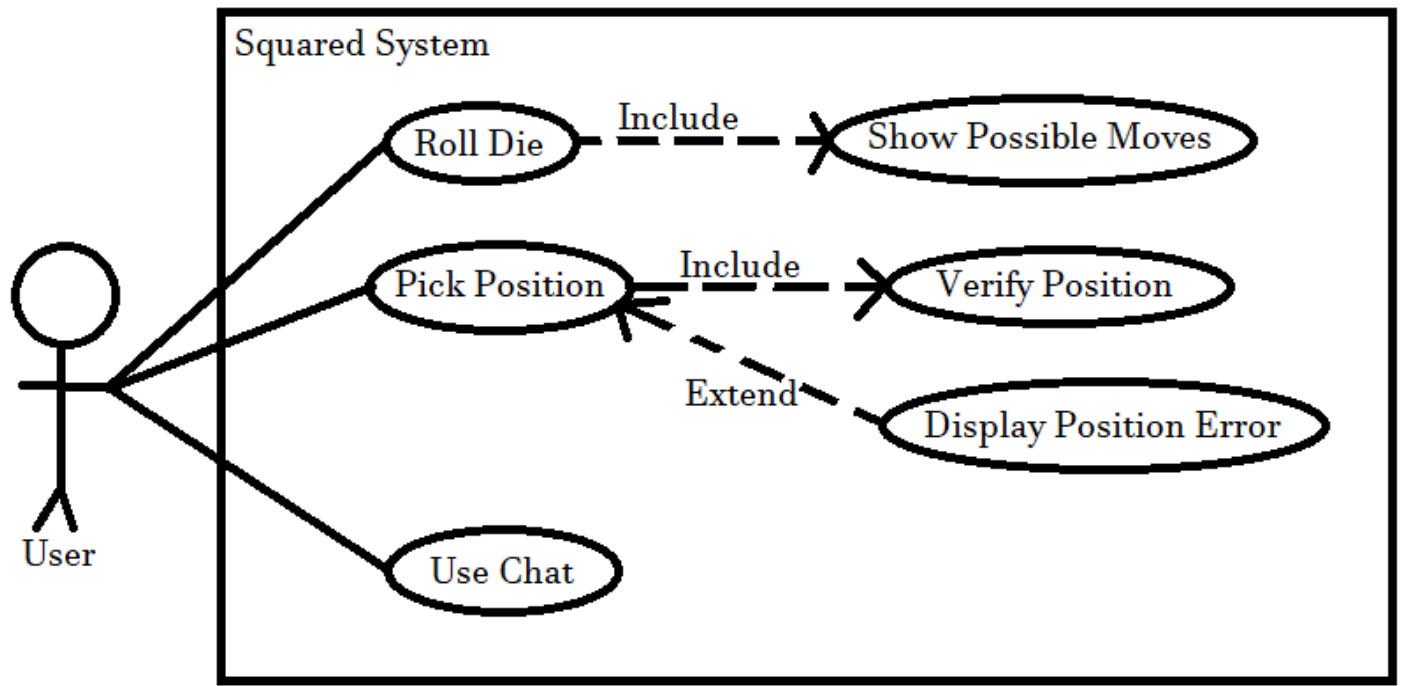 Squared System
Roll Die
Include
Show Possible Moves
Pick Position
Include
Verify Position
Extend
Display Position Error
User
Use Chat